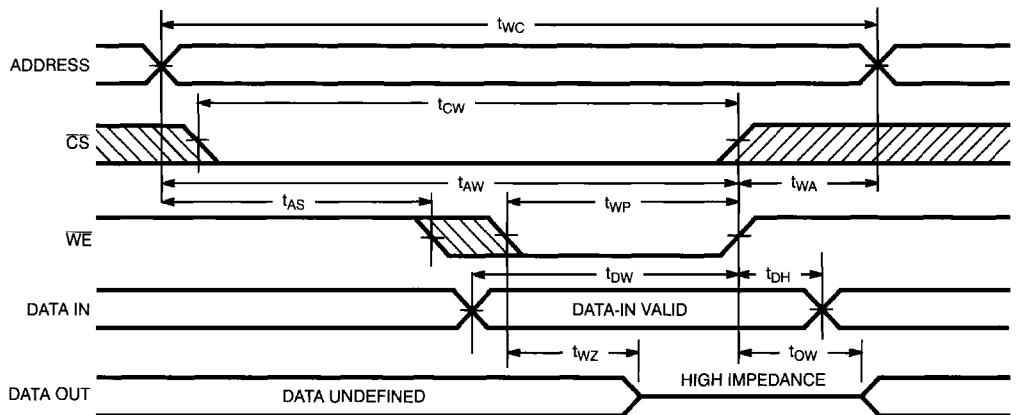 tWC
ADDRESS
tCW
CS
tAW
tWA
tAS
tWP
WE
tDW
tDH
DATA IN
DATA-IN VALID
tWZ
tOW
HIGH IMPEDANCE
DATA OUT
DATA UNDEFINED